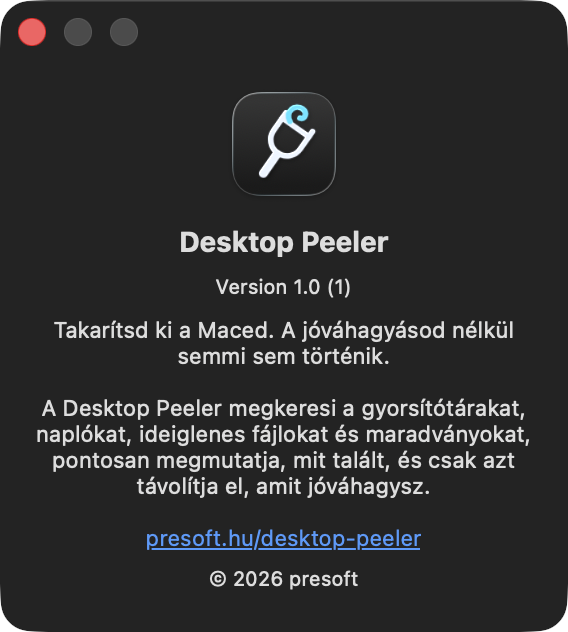 Desktop Peeler
Version 1.0 (1)
Takarítsd ki a Maced. A jóváhagyásod nélkül
semmi sem történik.
A Desktop Peeler megkeresi a gyorsítótárakat,
naplókat, ideiglenes fájlokat és maradványokat,
pontosan megmutatja, mit talált, és csak azt
távolítja el, amit jóváhagysz.
presoft.hu/desktop-peeler
© 2026 presoft